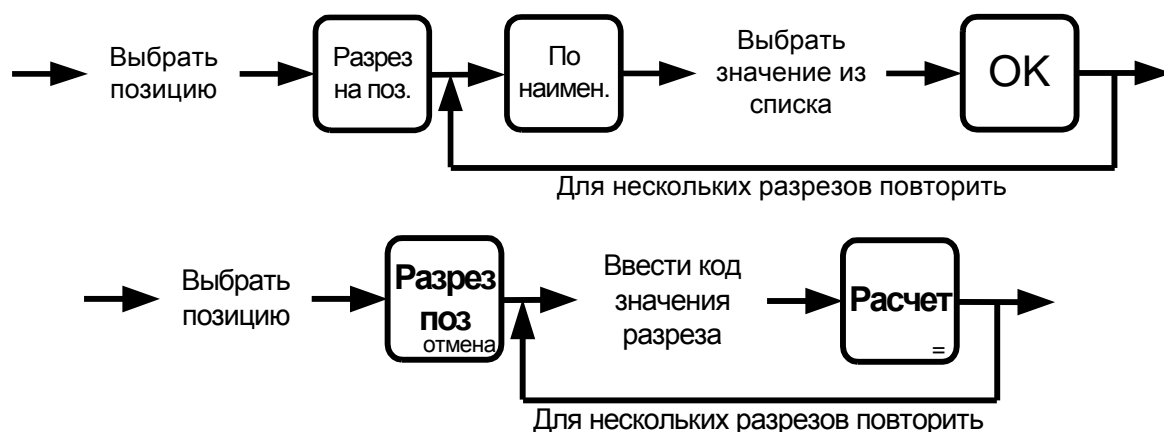 Выбрать
позицию
Разрез
на поз.
По
наимен.
Выбрать
значение из
списка
OK
Для нескольких разрезов повторить
Выбрать
позицию
Разрез
поз
отмена
Ввести код
значения
разреза
Расчет
=
Для нескольких разрезов повторить